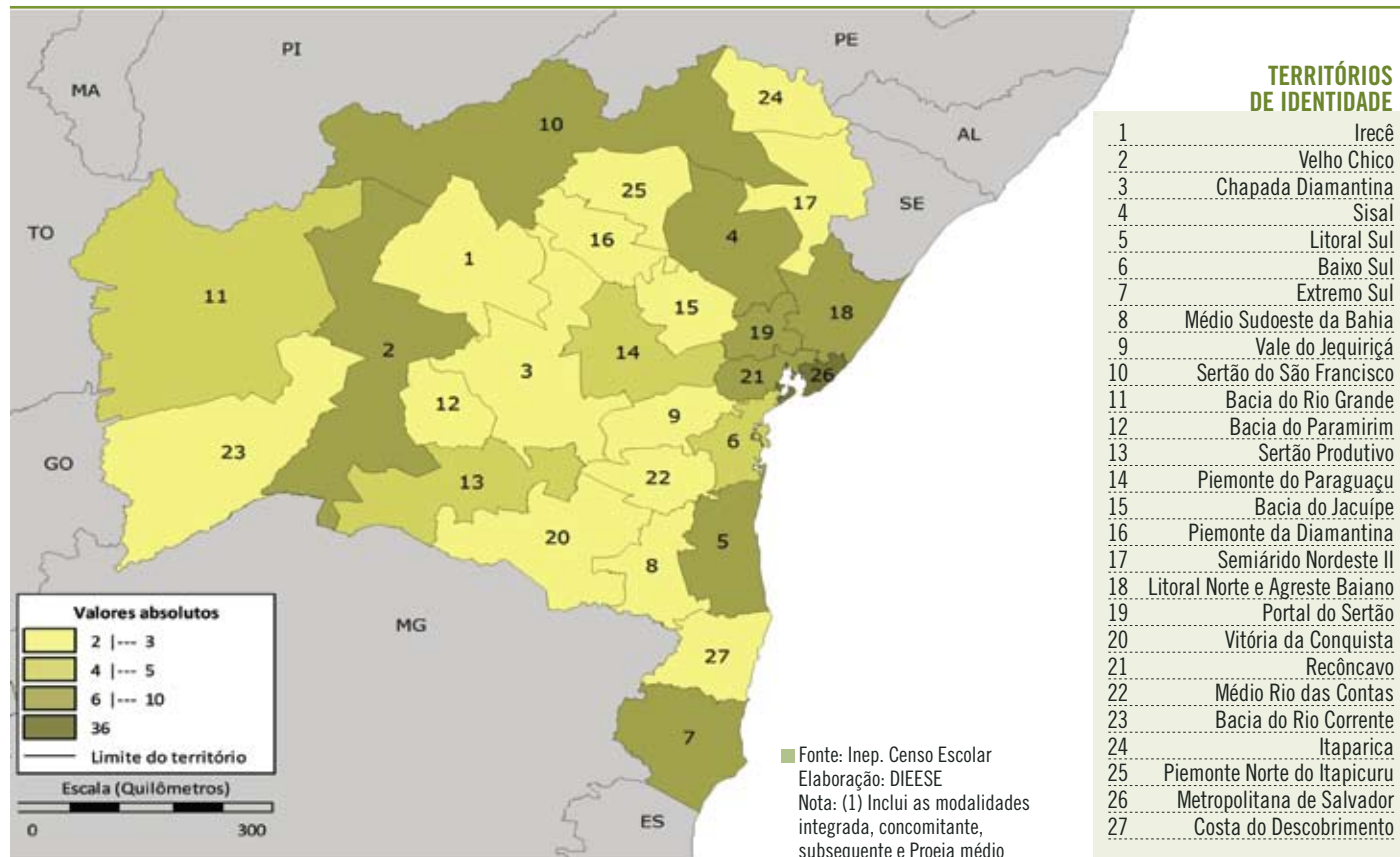 PI
PE
MA
24
10
AL
25
17
SE
TO
16
4
1
11
15
18
19
2
14
3
21
26
12
9
6
23
GO
22
13
20
5
8
MG
27
7
ES
Valores absolutos
2 |--- 3
4 |--- 5
6 |--- 10
36
Limite do território
Escala (Quilômetros)
0 300
Fonte: Inep. Censo Escolar
Elaboração: DIEESE
Nota: (1) Inclui as modalidades
integrada, concomitante,
subsequente e Proeja médio
TERRITÓRIOS
DE IDENTIDADE
1 Irecê
2 Velho Chico
3 Chapada Diamantina
4 Sisal
5 Litoral Sul
6 Baixo Sul
7 Extremo Sul
8 Médio Sudoeste da Bahia
9 Vale do Jequiriçá
10 Sertão do São Francisco
11 Bacia do Rio Grande
12 Bacia do Paramirim
13 Sertão Produtivo
14 Piemonte do Paraguaçu
15 Bacia do Jacuípe
16 Piemonte da Diamantina
17 Semiárido Nordeste II
18 Litoral Norte e Agreste Baiano
19 Portal do Sertão
20 Vitória da Conquista
21 Recôncavo
22 Médio Rio das Contas
23 Bacia do Rio Corrente
24 Itaparica
25 Piemonte Norte do Itapicuru
26 Metropolitana de Salvador
27 Costa do Descobrimento